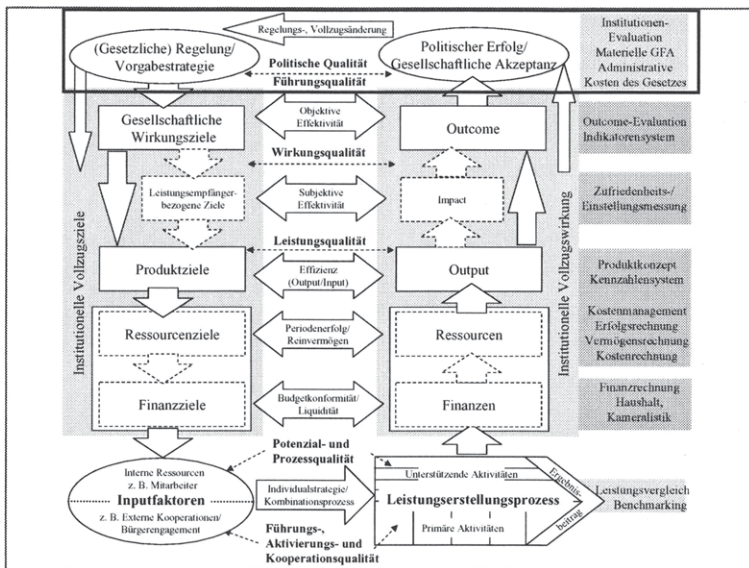 Regelungs-, Vollzugsänderung
(Gesetzliche) Regelung/
Vorgabestrategie
Politischer Erfolg/
Gesellschaftliche Akzeptanz
Politische Qualität
Führungsqualität
Institutionen-
Evaluation
Materielle GFA
Administrative
Kosten des Gesetzes
Gesellschaftliche
Wirkungsziele
Objektive
Effektivität
Outcome
Outcome-Evaluation
Indikatorensystem
Wirkungsqualität
Leistungsempfänger-
bezogene Ziele
Subjektive
Effektivität
Impact
Zufriedenheits-/
Einstellungsmessung
Leistungsqualität
Produktziele
Effizienz
(Output/Input)
Output
Produktkonzept
Kennzahlensystem
Institutionelle Vollzugsziele
Institutionelle Vollzugswirkung
Ressourcenziele
Periodenerfolg/
Reinvermögen
Ressourcen
Kostenmanagement
Erfolgsrechnung
Vermögensrechnung
Kostenrechnung
Finanzziele
Budgetkonformität/
Liquidität
Finanzen
Finanzrechnung
Haushalt,
Kameralistik
Potenzial- und
Prozessqualität
Interne Ressourcen
z. B. Mitarbeiter
Inputfaktoren
z. B. Externe Kooperationen/
Bürgerengagement
Individualstrategie/
Kombinationsprozess
Unterstützende Aktivitäten
Leistungserstellungsprozess
Primäre Aktivitäten
Ergebnis-
beitrag
Leistungsvergleich
Benchmarking
Führungs-,
Aktivierungs- und
Kooperationsqualität